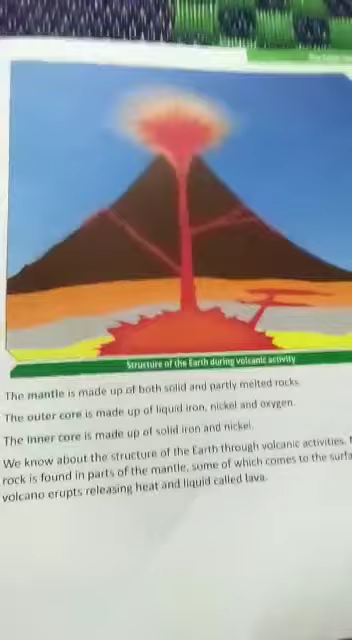 Structure of the Earth during volcanic activity
The mantle is made up of both solid and partly melted rocks.
The outer core is made up of liquid iron, nickel and oxygen.
The inner core is made up of solid iron and nickel.
We know about the structure of the Earth through volcanic activities.
rock is found in parts of the mantle, some of which comes to the surfa
volcano erupts releasing heat and liquid called lava.